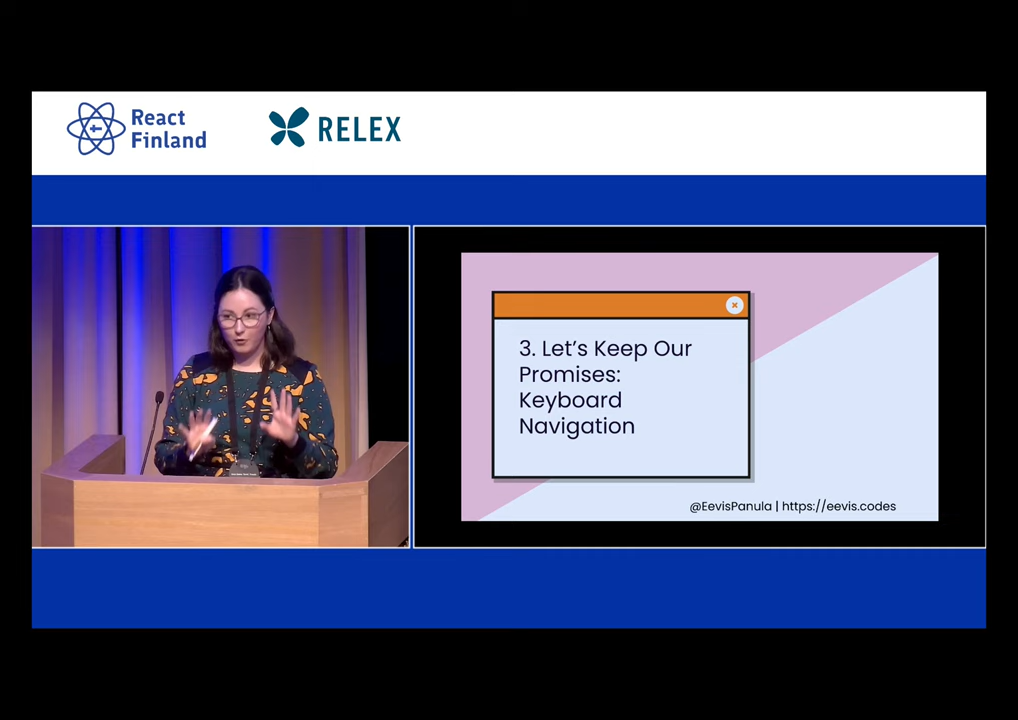 React
Finland
RELEX
3. Let's Keep Our
Promises:
Keyboard
Navigation
@EevisPanula | https://eevis.codes